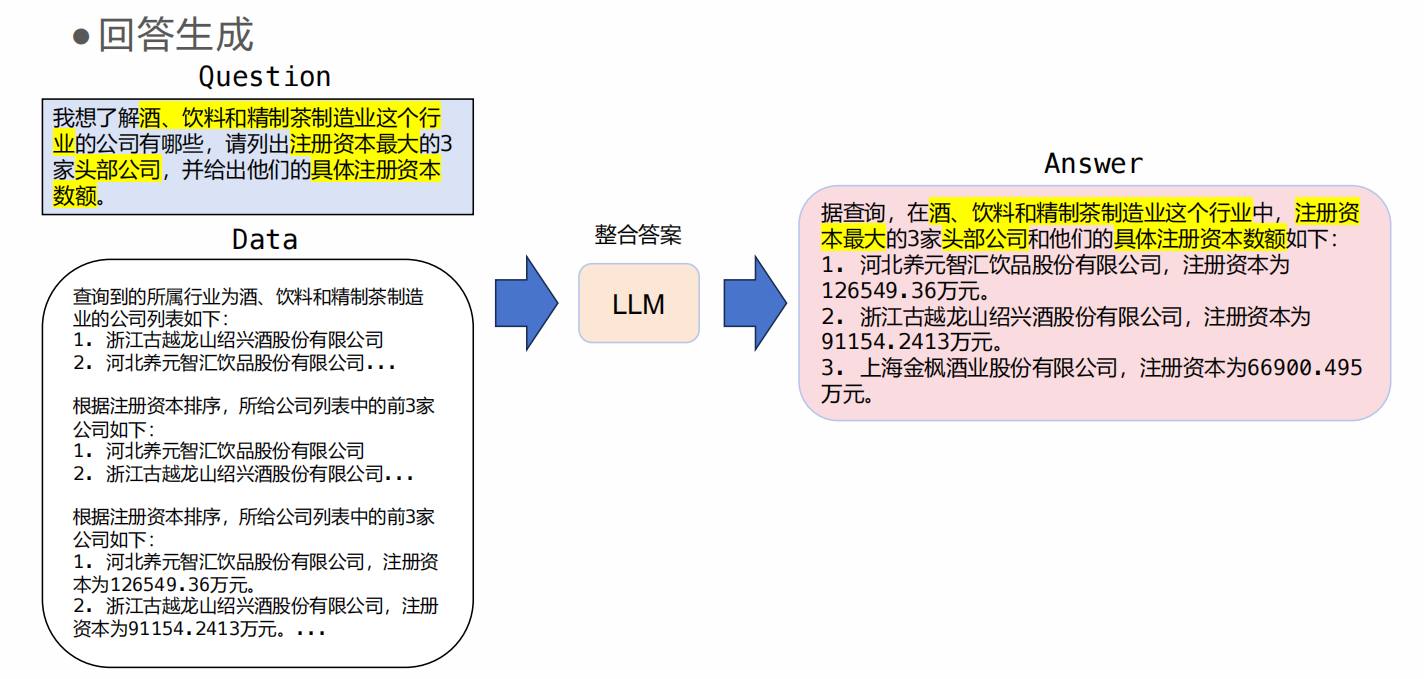 ●回答生成
Question
我想了解酒、饮料和精制茶制造业这个行
业的公司有哪些，请列出注册资本最大的3
家头部公司，并给出他们的具体注册资本
数额。
Data
查询到的所属行业为酒、饮料和精制茶制造
业的公司列表如下：
1. 浙江古越龙山绍兴酒股份有限公司
2. 河北养元智汇饮品股份有限公司...
根据注册资本排序，所给公司列表中的前3家
公司如下：
1. 河北养元智汇饮品股份有限公司
2. 浙江古越龙山绍兴酒股份有限公司...
根据注册资本排序，所给公司列表中的前3家
公司如下：
1. 河北养元智汇饮品股份有限公司，注册资
本为126549.36万元。
2. 浙江古越龙山绍兴酒股份有限公司，注册
资本为91154.2413万元。...
整合答案
LLM
Answer
据查询，在酒、饮料和精制茶制造业这个行业中，注册资
本最大的3家头部公司和他们的具体注册资本数额如下：
1. 河北养元智汇饮品股份有限公司，注册资本为
126549.36万元。
2. 浙江古越龙山绍兴酒股份有限公司，注册资本为
91154.2413万元。
3. 上海金枫酒业股份有限公司，注册资本为66900.495
万元。